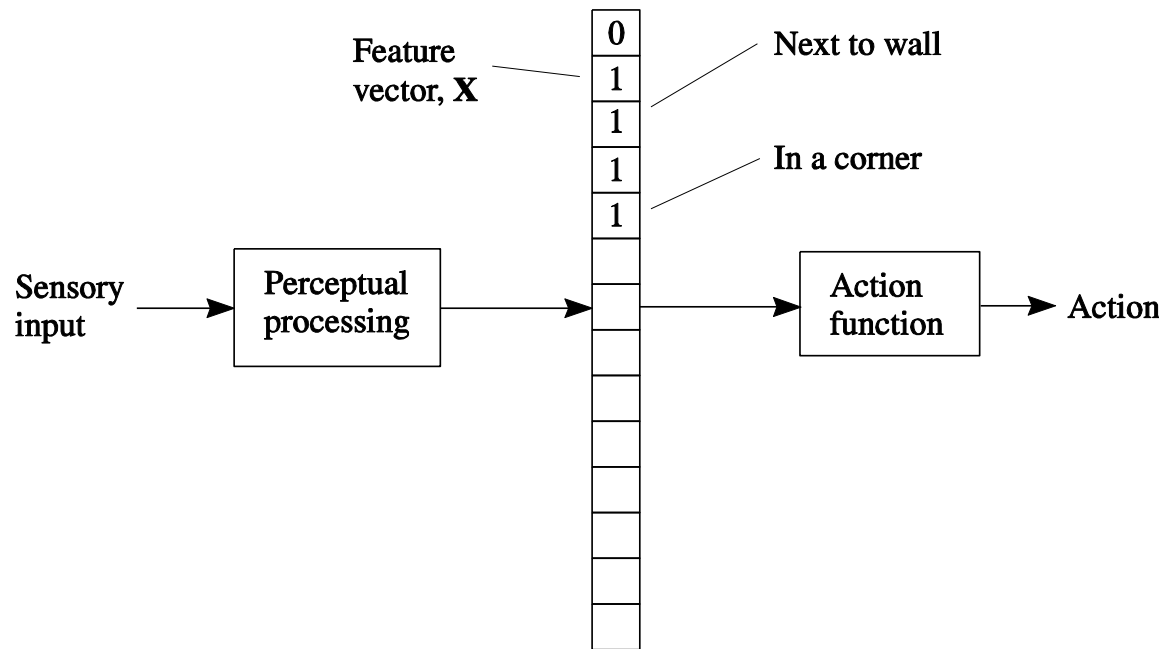 0
Feature
vector, X
1
Next to wall
1
1
In a corner
1
Sensory
input
Perceptual
processing
Action
function
Action